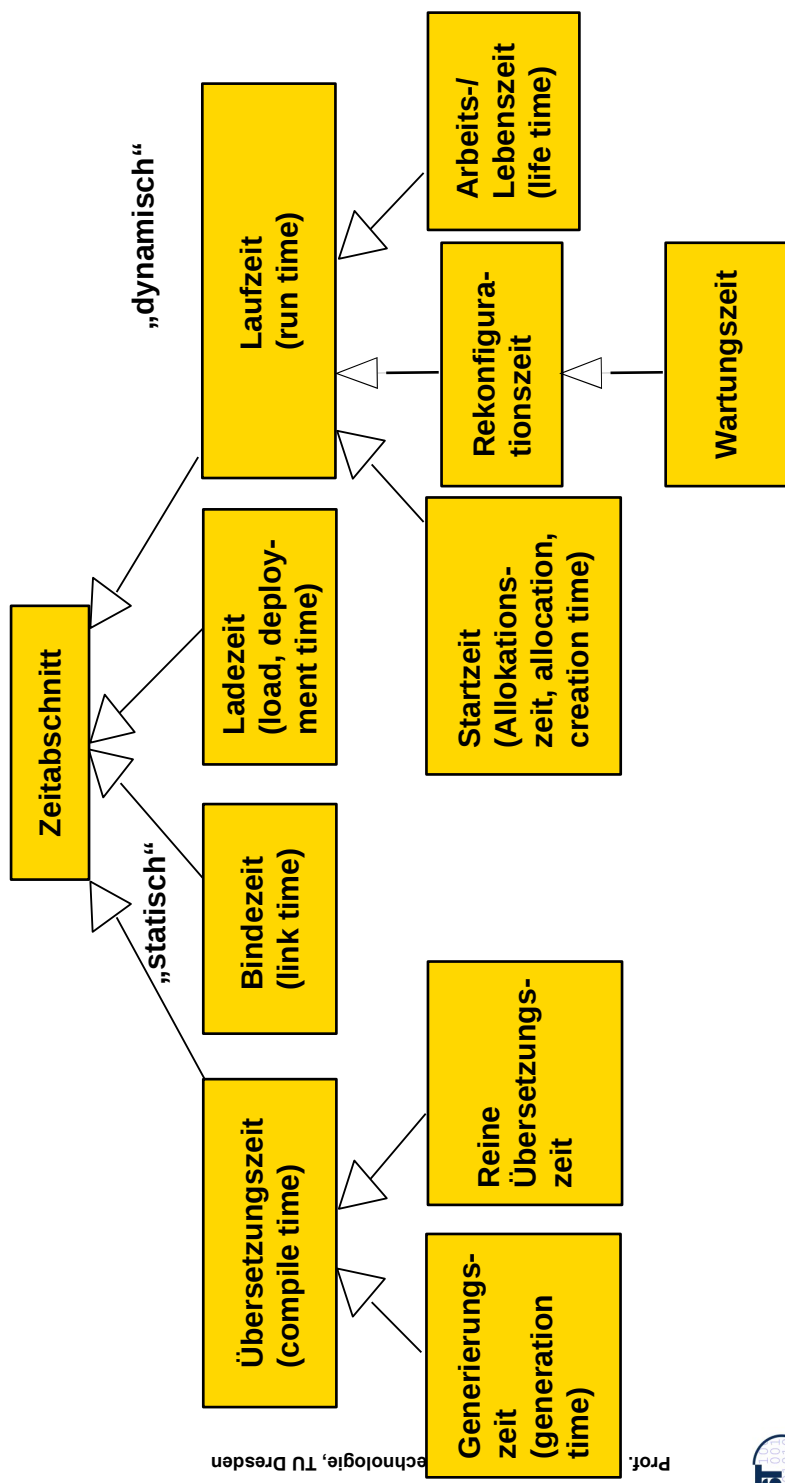 Zeitabschnitt
„statisch“
„dynamisch“
Übersetzungszeit
(compile time)
Bindezeit
(link time)
Ladezeit
(load, deploy-
ment time)
Laufzeit
(run time)
Generierungs-
zeit
(generation
time)
Reine
Übersetzungs-
zeit
Startzeit
(Allokations-
zeit, allocation,
creation time)
Rekonfigura-
tionszeit
Arbeits-/
Lebenszeit
(life time)
Wartungszeit
Prof.
echnologie, TU Dresden